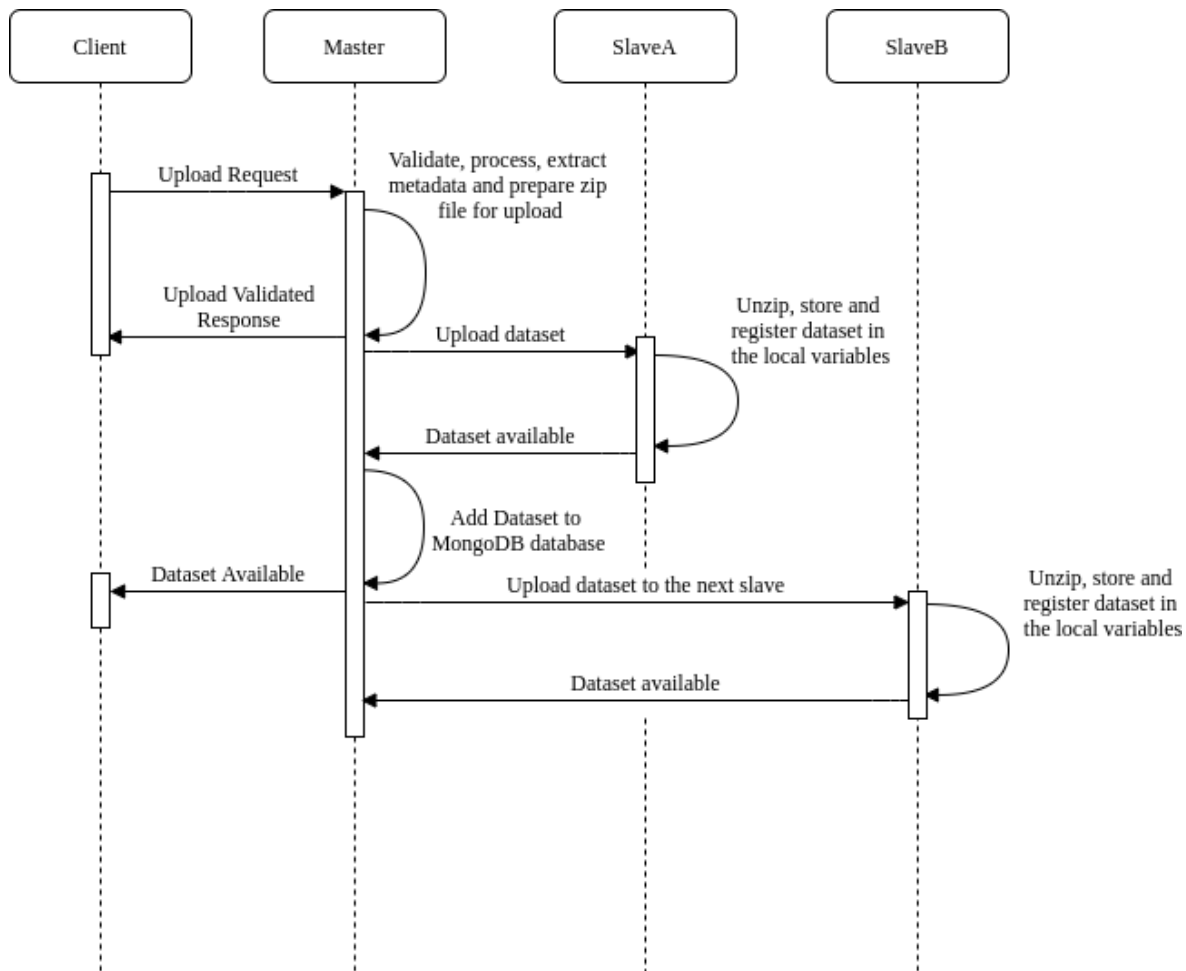 Client
Master
SlaveA
SlaveB
Upload Request
Validate, process, extract
metadata and prepare zip
file for upload
Upload Validated
Response
Upload dataset
Unzip, store and
register dataset in
the local variables
Dataset available
Add Dataset to
MongoDB database
Dataset Available
Upload dataset to the next slave
Unzip, store and
register dataset in
the local variables
Dataset available